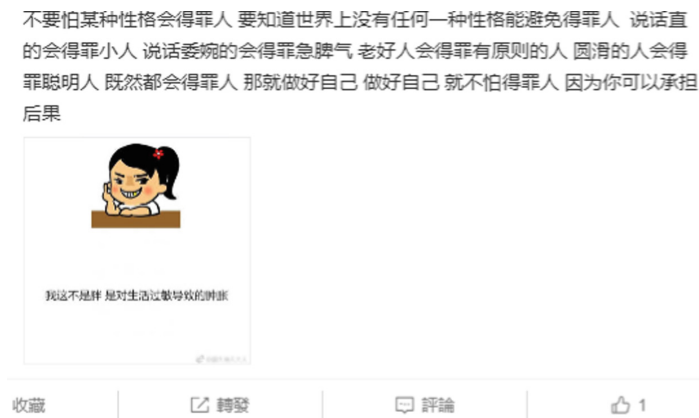 不要怕某种性格会得罪人 要知道世界上没有任何一种性格能避免得罪人 说话直
的会得罪小人 说话委婉的会得罪急脾气 老好人会得罪有原则的人 圆滑的人会得
罪聪明人 既然都会得罪人 那就做好自己 做好自己 就不怕得罪人 因为你可以承担
后果
我这不是胖 是对生活过敏导致的肿胀
收藏 轉發 評論 1